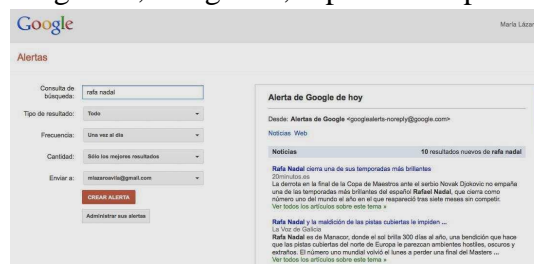 Google
María Lázar
Alertas
Consulta de búsqueda:
rafa nadal
Tipo de resultado:
Todo
Frecuencia:
Una vez al día
Cantidad:
Sólo los mejores resultados
Enviar a:
mlazaroavila@gmail.com
CREAR ALERTA
Administrar sus alertas
Alerta de Google de hoy
Desde: Alertas de Google <googlealerts-noreply@google.com>
Noticias Web
Noticias 10 resultados nuevos de rafa nadal
Rafa Nadal cierra una de sus temporadas más brillantes
20minutos.es
La derrota en la final de la Copa de Maestros ante el serbio Novak Djokovic no empaña
una de las temporadas más brillantes del español Rafael Nadal, que cierra como
número uno del mundo el año en el que reapareció tras siete meses sin competir.
Ver todos los artículos sobre este tema »
Rafa Nadal y la maldición de las pistas cubiertas le impiden ...
La Voz de Galicia
Rafa Nadal es de Manacor, donde el sol brilla 300 días al año, una bendición que hace
que las pistas cubiertas del norte de Europa le parezcan ambientes hostiles, oscuros y
extraños. El número uno mundial volvió el lunes a perder una final del Masters ...
Ver todos los artículos sobre este tema »